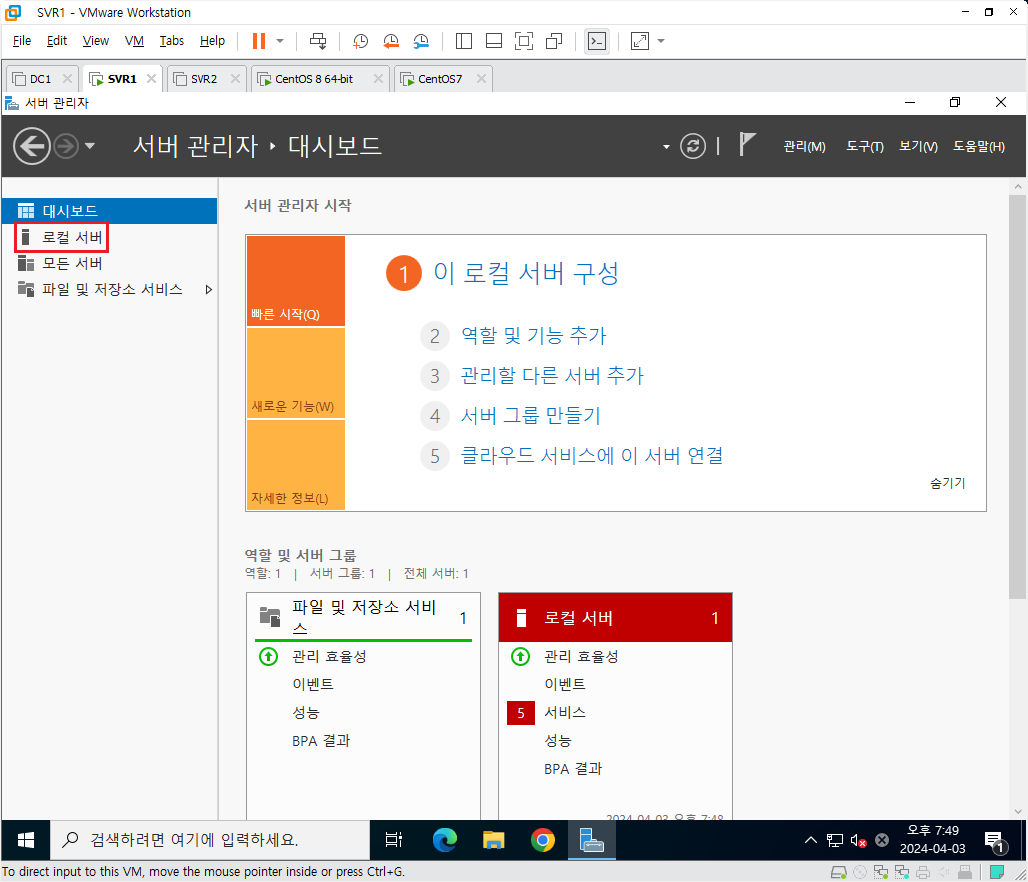 SVR1 - VMware Workstation
File Edit View VM Tabs Help
DC1 SVR1 SVR2 CentOS 8 64-bit CentOS7
서버 관리자
서버 관리자 대시보드 관리(M) 도구(T) 보기(V) 도움말(H)
대시보드
로컬 서버
모든 서버
파일 및 저장소 서비스
서버 관리자 시작
빠른 시작(Q)
새로운 기능(W)
자세한 정보(L)
1 이 로컬 서버 구성
2 역할 및 기능 추가
3 관리할 다른 서버 추가
4 서버 그룹 만들기
5 클라우드 서비스에 이 서버 연결
숨기기
역할 및 서버 그룹
역할: 1 | 서버 그룹: 1 | 전체 서버: 1
파일 및 저장소 서비
스
1
관리 효율성
이벤트
성능
BPA 결과
로컬 서버 1
관리 효율성
이벤트
5 서비스
성능
BPA 결과
2024-04-03 오후 7:48
검색하려면 여기에 입력하세요.
오후 7:49
2024-04-03
1
To direct input to this VM, move the mouse pointer inside or press Ctrl+G.